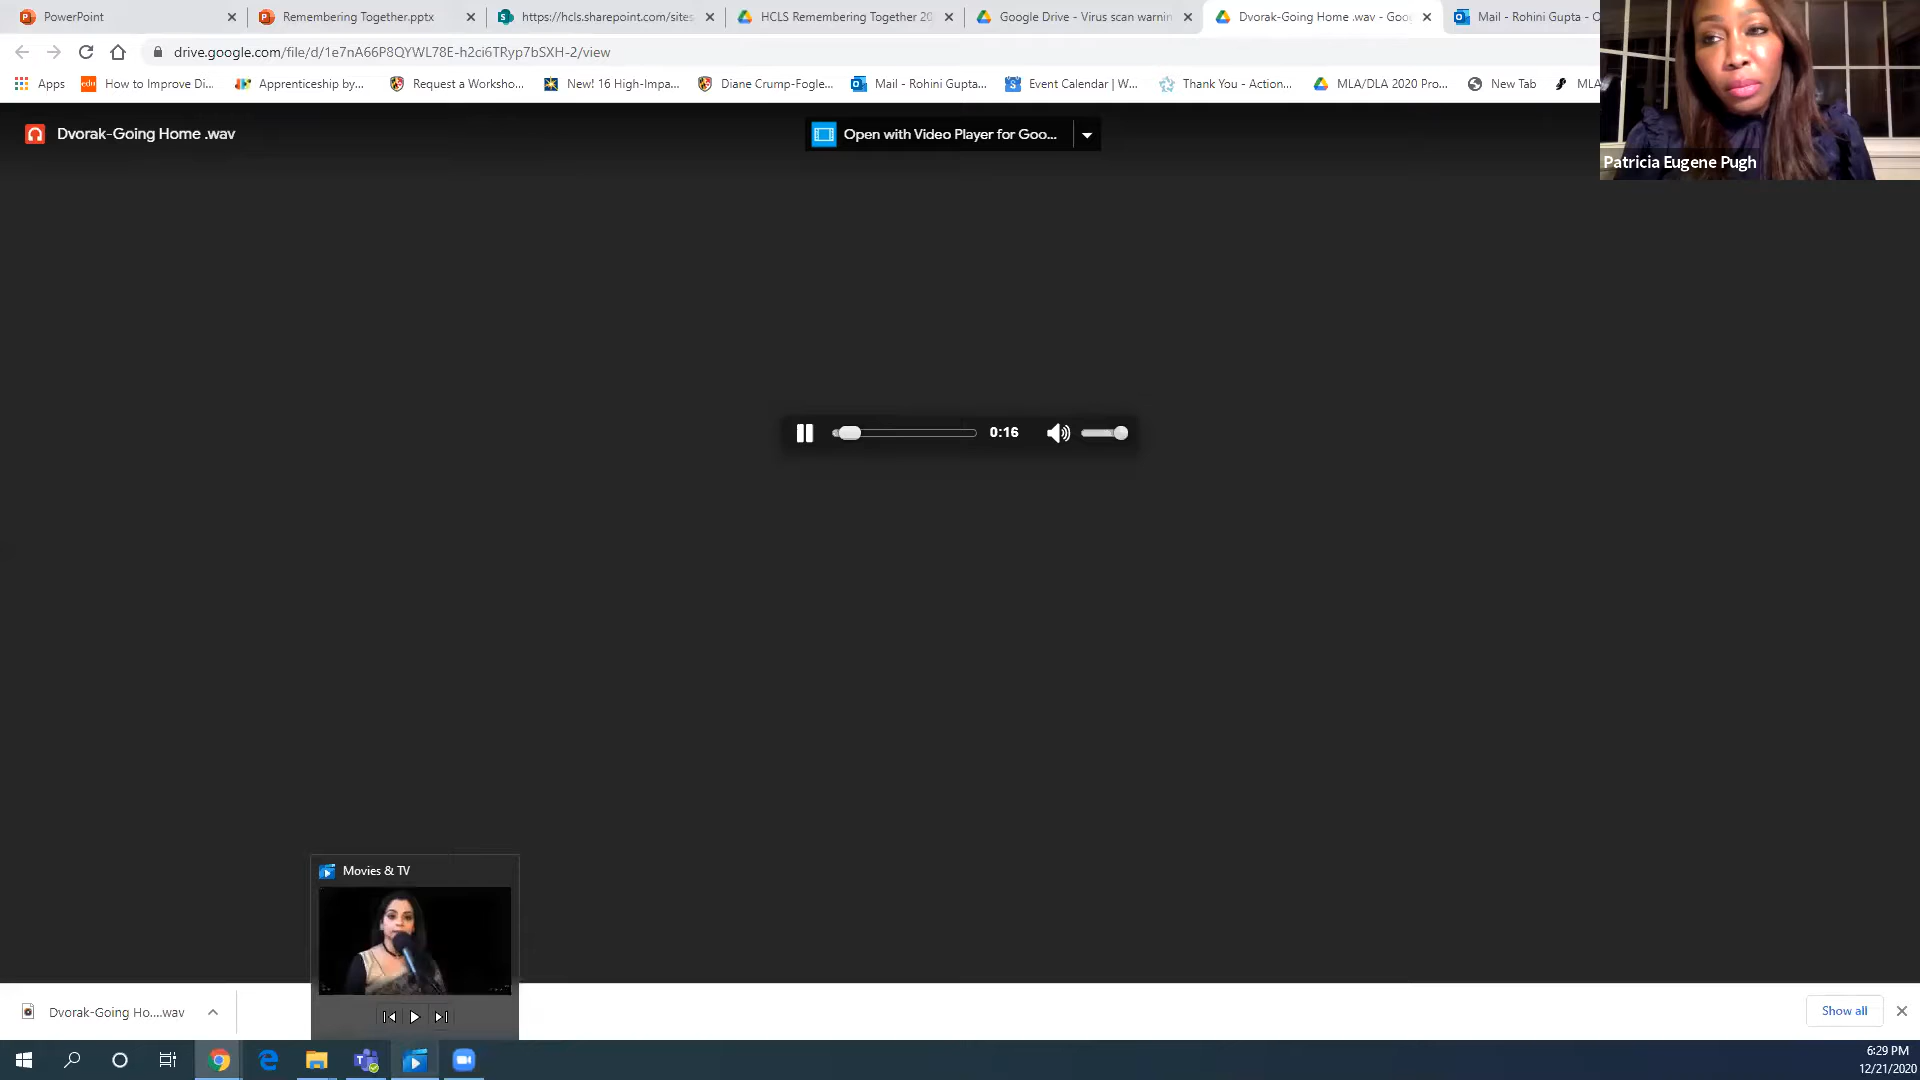 PowerPoint
Remembering Together.pptx
https://hcls.sharepoint.com/sites
HCLS Remembering Together 20
Google Drive - Virus scan warnin
Dvorak-Going Home .wav - Goo
Mail - Rohini Gupta - O
drive.google.com/file/d/1e7nA66P8QYWL78E-h2ci6TRyp7bSXH-2/view
Apps
edu
How to Improve Di...
Apprenticeship by...
Request a Worksho...
New! 16 High-Impa...
Diane Crump-Fogle...
Mail - Rohini Gupta...
Event Calendar | W...
Thank You - Action...
MLA/DLA 2020 Pro...
New Tab
MLA
Dvorak-Going Home .wav
Open with Video Player for Goo...
Patricia Eugene Pugh
0:16
Movies & TV
Dvorak-Going Ho....wav
Show all
6:29 PM
12/21/2020